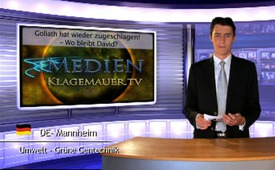 Goliath hat wieder zugeschlagen!
– Wo bleibt David?
MEDIEN
KLAGEMAUER.TV
DE- Mannheim
Umwelt - Grüne Gentechnik